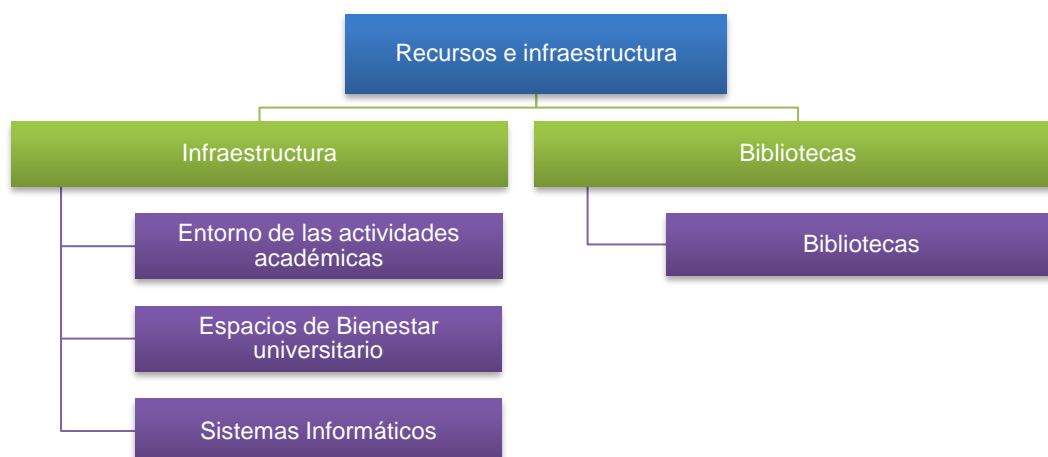 Recursos e infraestructura
Infraestructura
Entorno de las actividades
académicas
Espacios de Bienestar
universitario
Sistemas Informáticos
Bibliotecas
Bibliotecas